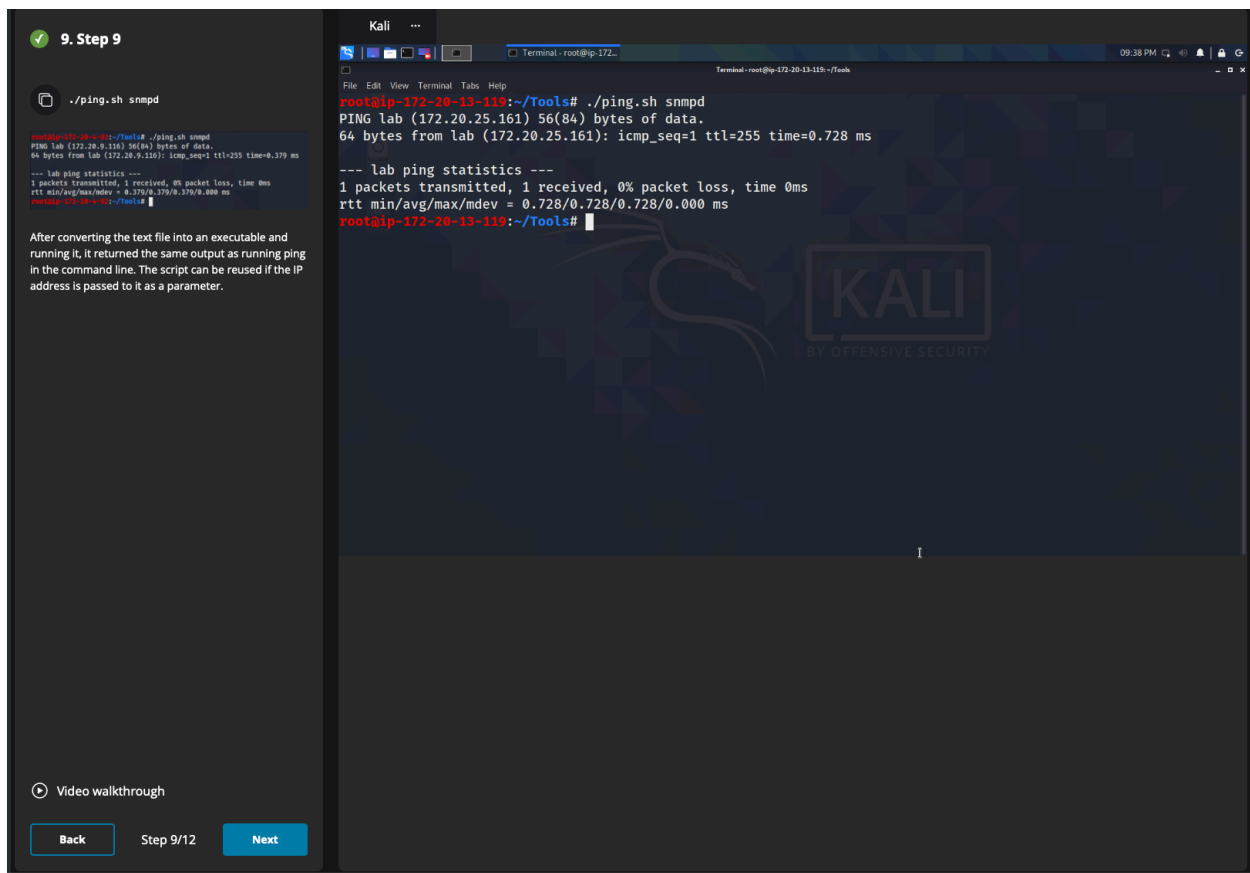 9. Step 9
./ping.sh snmpd
root@ip-172-20-4-92:~/Tools# ./ping.sh snmpd
PING lab (172.20.9.116) 56(84) bytes of data.
64 bytes from lab (172.20.9.116): icmp_seq=1 ttl=255 time=0.379 ms
--- lab ping statistics ---
1 packets transmitted, 1 received, 0% packet loss, time 0ms
rtt min/avg/max/mdev = 0.379/0.379/0.379/0.000 ms
root@ip-172-20-4-92:~/Tools#
After converting the text file into an executable and
running it, it returned the same output as running ping
in the command line. The script can be reused if the IP
address is passed to it as a parameter.
Video walkthrough
Back
Step 9/12
Next
Kali
...
Terminal - root@ip-172...
09:38 PM
Terminal - root@ip-172-20-13-119: ~/Tools
File Edit View Terminal Tabs Help
root@ip-172-20-13-119:~/Tools# ./ping.sh snmpd
PING lab (172.20.25.161) 56(84) bytes of data.
64 bytes from lab (172.20.25.161): icmp_seq=1 ttl=255 time=0.728 ms
--- lab ping statistics ---
1 packets transmitted, 1 received, 0% packet loss, time 0ms
rtt min/avg/max/mdev = 0.728/0.728/0.728/0.000 ms
root@ip-172-20-13-119:~/Tools#
KALI
BY OFFENSIVE SECURITY